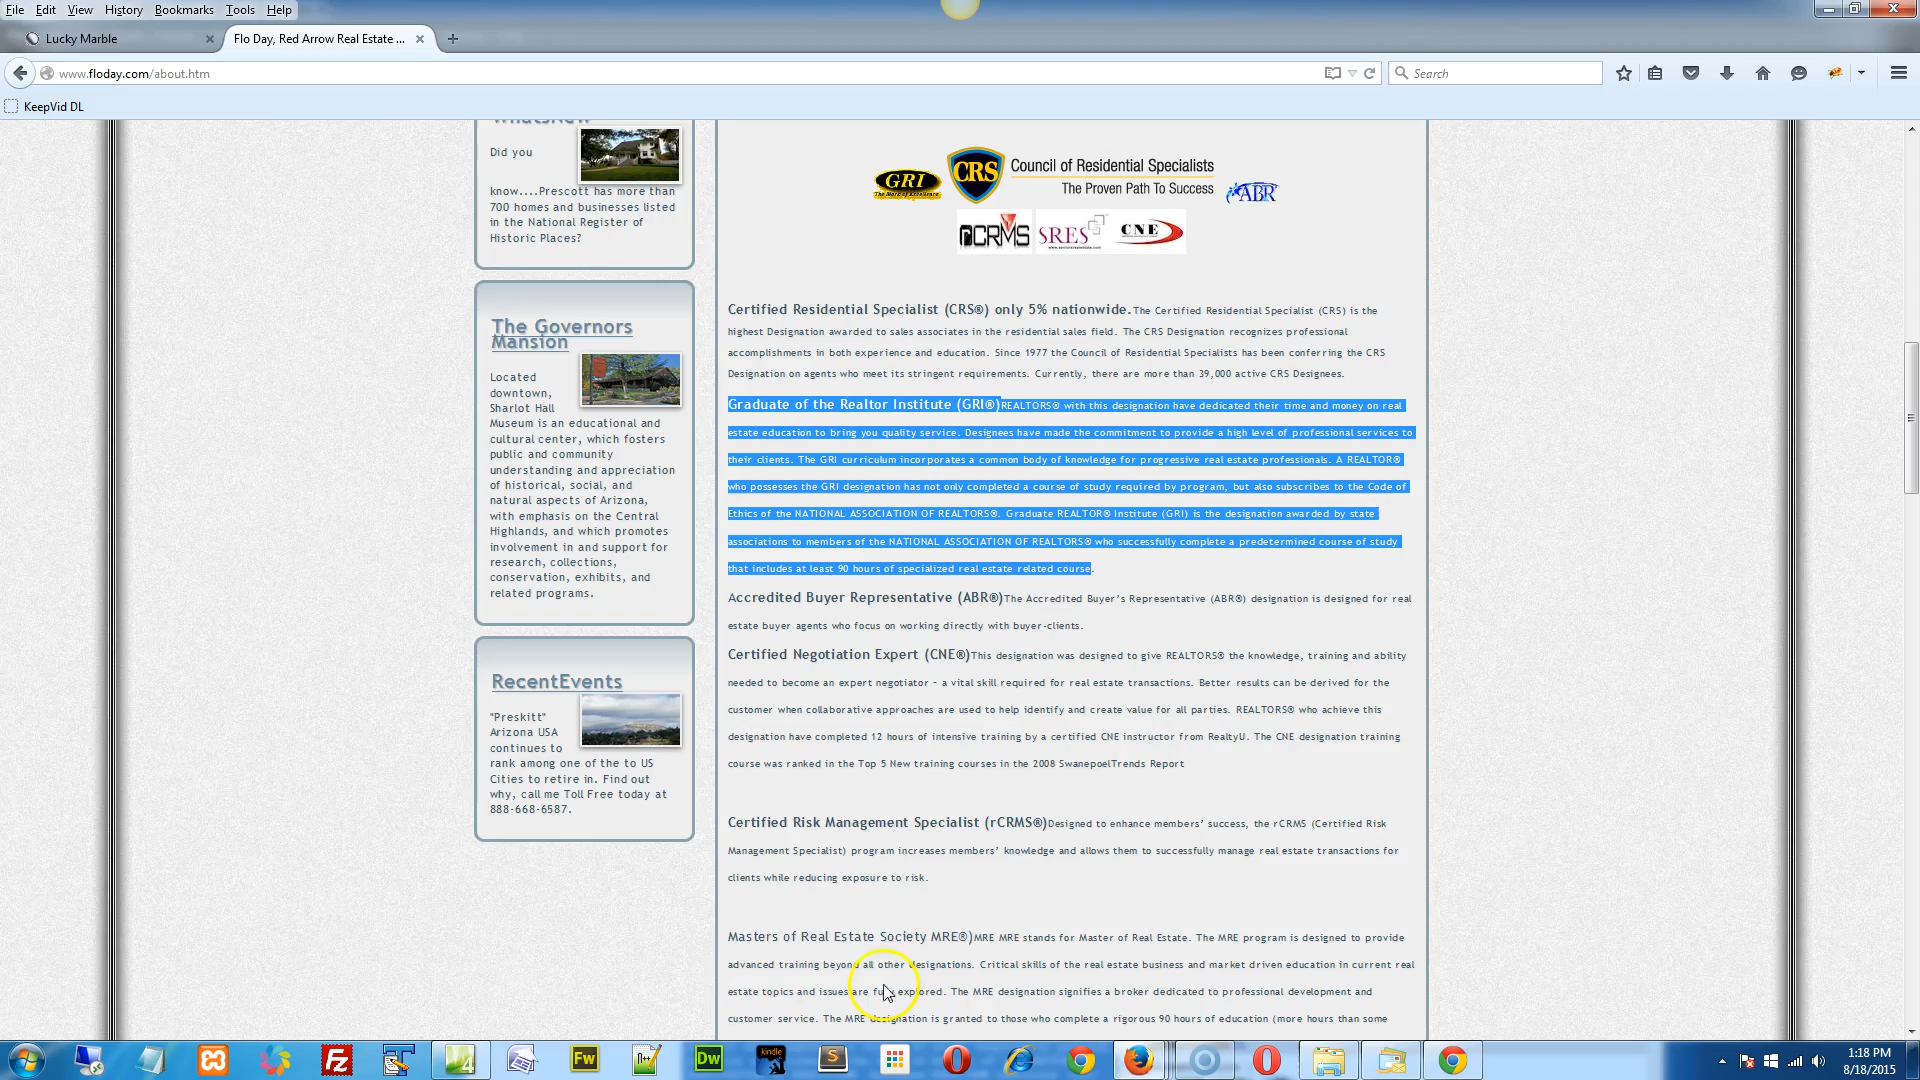 File Edit View History Bookmarks Tools Help
Lucky Marble
Flo Day, Red Arrow Real Estate ...
www.floday.com/about.htm
Search
KeepVid DL
WhatsNew
Did you
know....Prescott has more than
700 homes and businesses listed
in the National Register of
Historic Places?
The Governors
Mansion
Located
downtown,
Sharlot Hall
Museum is an educational and
cultural center, which fosters
public and community
understanding and appreciation
of historical, social, and
natural aspects of Arizona,
with emphasis on the Central
Highlands, and which promotes
involvement in and support for
research, collections,
conservation, exhibits, and
related programs.
RecentEvents
"Preskitt"
Arizona USA
continues to
rank among one of the to US
Cities to retire in. Find out
why, call me Toll Free today at
888-668-6587.
GRI
The Mark of Excellence
CRS
Council of Residential Specialists
The Proven Path To Success
ABR
rCRMS
SRES
www.seniorsrealestate.com
CNE
Certified Residential Specialist (CRS®) only 5% nationwide.The Certified Residential Specialist (CRS) is the
highest Designation awarded to sales associates in the residential sales field. The CRS Designation recognizes professional
accomplishments in both experience and education. Since 1977 the Council of Residential Specialists has been conferring the CRS
Designation on agents who meet its stringent requirements. Currently, there are more than 39,000 active CRS Designees.
Graduate of the Realtor Institute (GRI®)REALTORS® with this designation have dedicated their time and money on real
estate education to bring you quality service. Designees have made the commitment to provide a high level of professional services to
their clients. The GRI curriculum incorporates a common body of knowledge for progressive real estate professionals. A REALTOR®
who possesses the GRI designation has not only completed a course of study required by program, but also subscribes to the Code of
Ethics of the NATIONAL ASSOCIATION OF REALTORS®. Graduate REALTOR® Institute (GRI) is the designation awarded by state
associations to members of the NATIONAL ASSOCIATION OF REALTORS® who successfully complete a predetermined course of study
that includes at least 90 hours of specialized real estate related course.
Accredited Buyer Representative (ABR®)The Accredited Buyer's Representative (ABR®) designation is designed for real
estate buyer agents who focus on working directly with buyer-clients.
Certified Negotiation Expert (CNE®)This designation was designed to give REALTORS® the knowledge, training and ability
needed to become an expert negotiator – a vital skill required for real estate transactions. Better results can be derived for the
customer when collaborative approaches are used to help identify and create value for all parties. REALTORS® who achieve this
designation have completed 12 hours of intensive training by a certified CNE instructor from RealtyU. The CNE designation training
course was ranked in the Top 5 New training courses in the 2008 SwanepoelTrends Report
Certified Risk Management Specialist (rCRMS®)Designed to enhance members' success, the rCRMS (Certified Risk
Management Specialist) program increases members' knowledge and allows them to successfully manage real estate transactions for
clients while reducing exposure to risk.
Masters of Real Estate Society MRE®)MRE MRE stands for Master of Real Estate. The MRE program is designed to provide
advanced training beyond all other designations. Critical skills of the real estate business and market driven education in current real
estate topics and issues are fully explored. The MRE designation signifies a broker dedicated to professional development and
customer service. The MRE designation is granted to those who complete a rigorous 90 hours of education (more hours than some
Fz
4
Fw
n++
Dw
kindle
S
1:18 PM
8/18/2015